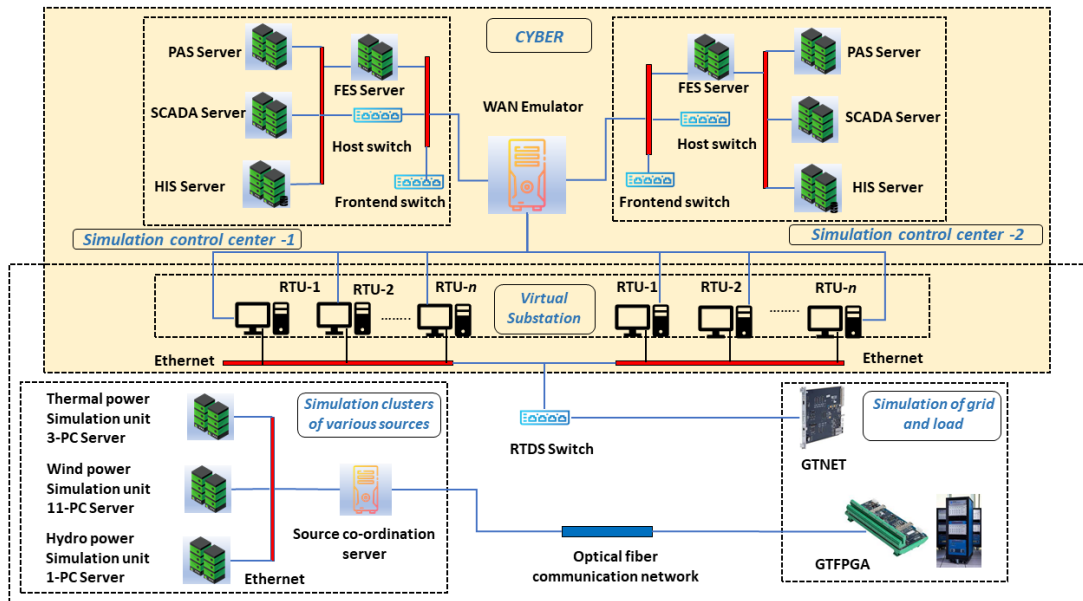 CYBER
PAS Server
FES Server
SCADA Server
Host switch
HIS Server
Frontend switch
Simulation control center -1
WAN Emulator
PAS Server
FES Server
SCADA Server
Host switch
HIS Server
Frontend switch
Simulation control center -2
RTU-1
RTU-2
RTU-n
.......
Virtual
Substation
RTU-1
RTU-2
RTU-n
.......
Ethernet
Ethernet
Thermal power
Simulation unit
3-PC Server
Simulation clusters
of various sources
Wind power
Simulation unit
11-PC Server
Source co-ordination
server
Hydro power
Simulation unit
1-PC Server
Ethernet
RTDS Switch
Optical fiber
communication network
Simulation of grid
and load
GTNET
GTFPGA